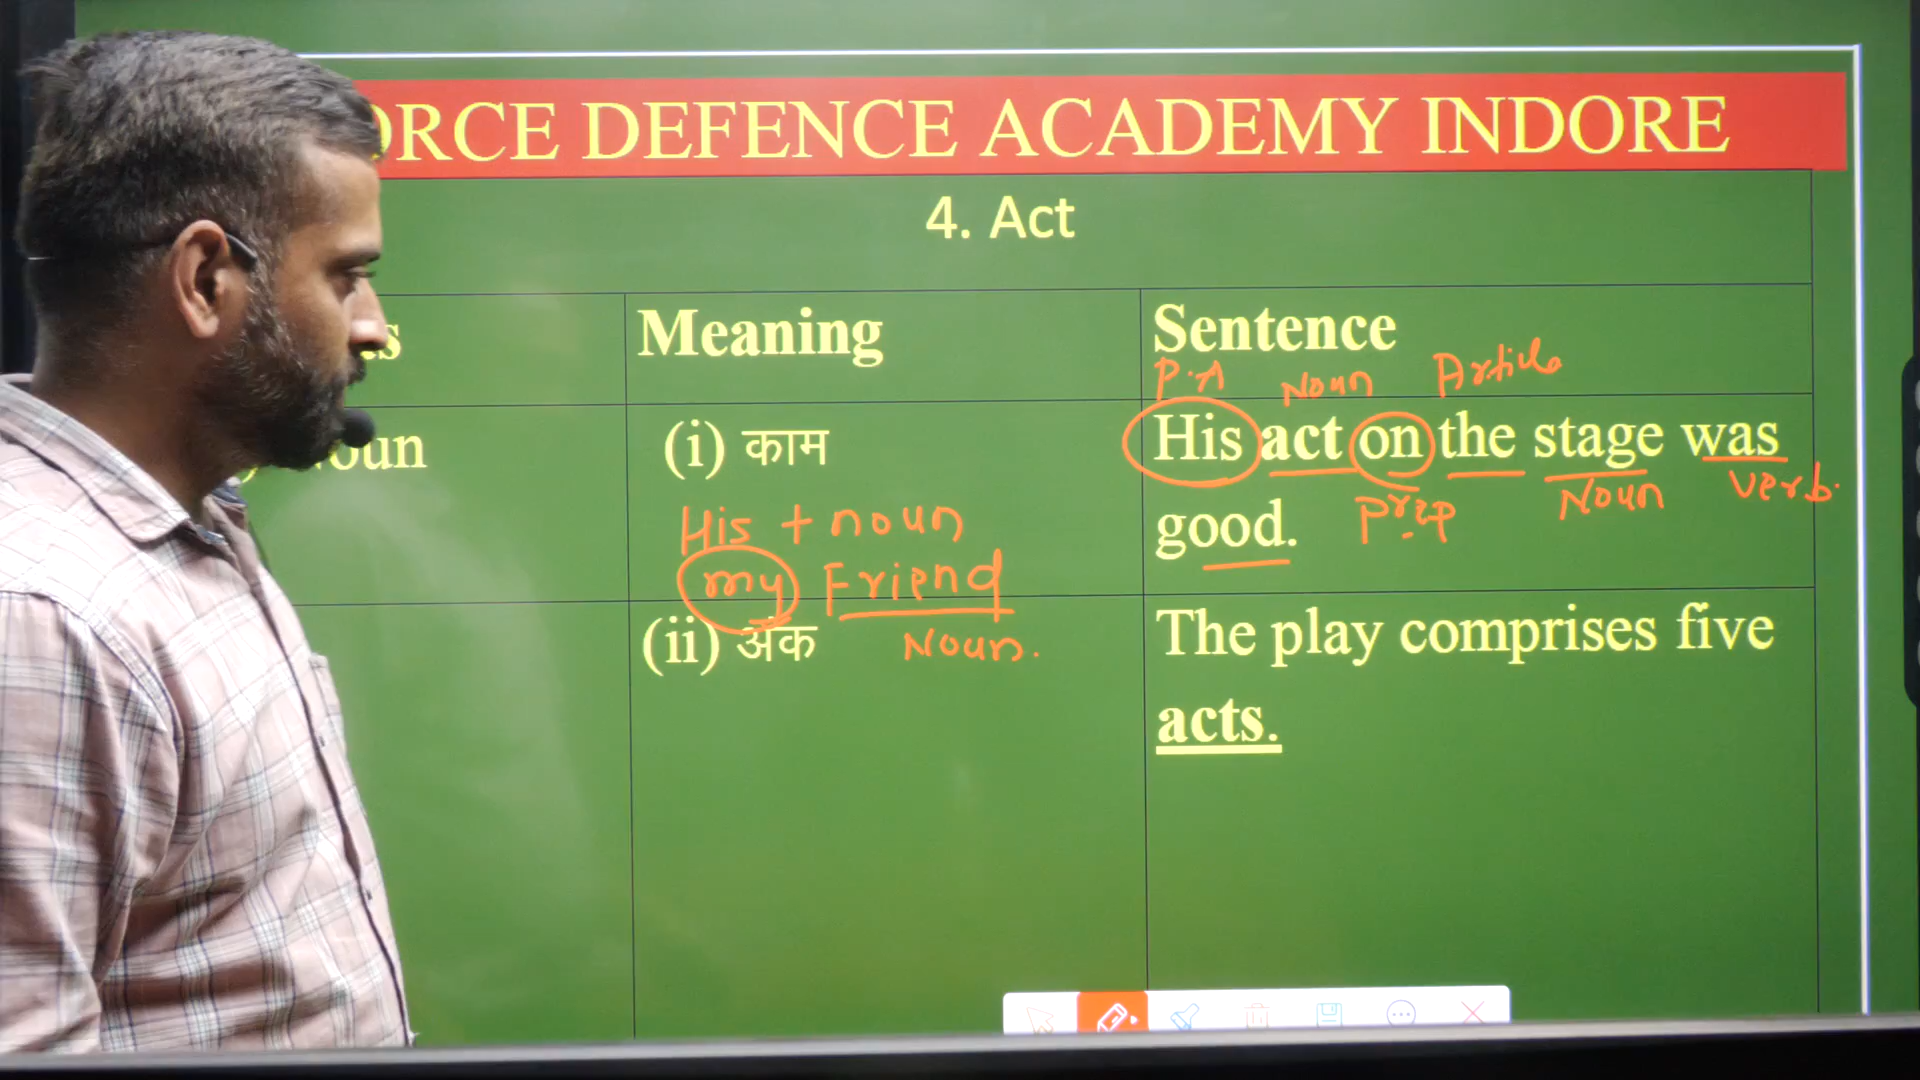 ORCE DEFENCE ACADEMY INDORE
4. Act
Meaning
Sentence
P.A Noun Article
Noun
(i) काम
His act on the stage was
Prep Noun Verb.
good.
His + noun
my Friend
Noun.
(ii) अंक
The play comprises five
acts.